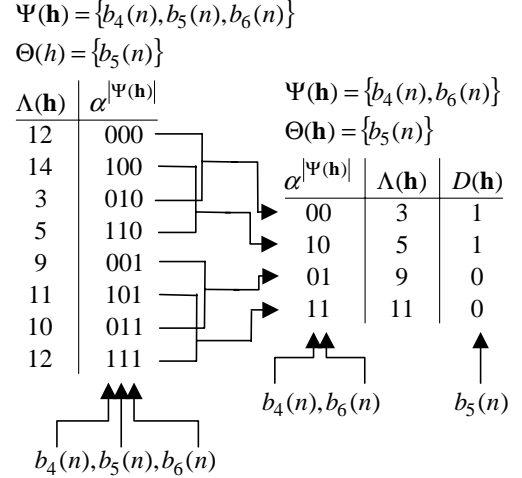 Ψ(h) = {b₄(n), b₅(n), b₆(n)}
Θ(h) = {b₅(n)}
Λ(h) α^|Ψ(h)|
12 000
14 100
3 010
5 110
9 001
11 101
10 011
12 111
b₄(n), b₅(n), b₆(n)
Ψ(h) = {b₄(n), b₆(n)}
Θ(h) = {b₅(n)}
α^|Ψ(h)| Λ(h) D(h)
00 3 1
10 5 1
01 9 0
11 11 0
b₄(n), b₆(n) b₅(n)